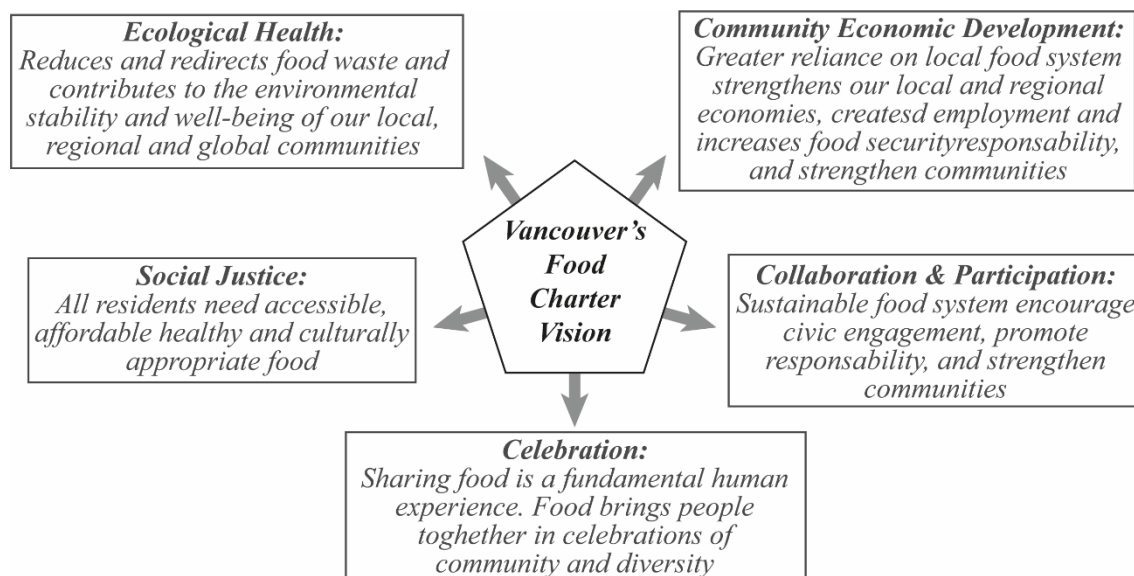 Ecological Health:
Reduces and redirects food waste and
contributes to the environmental
stability and well-being of our local,
regional and global communities
Community Economic Development:
Greater reliance on local food system
strengthens our local and regional
economies, createsd employment and
increases food securityresponsability,
and strengthen communities
Vancouver's
Food
Charter
Vision
Social Justice:
All residents need accessible,
affordable healthy and culturally
appropriate food
Collaboration & Participation:
Sustainable food system encourage
civic engagement, promote
responsability, and strengthen
communities
Celebration:
Sharing food is a fundamental human
experience. Food brings people
toghether in celebrations of
community and diversity